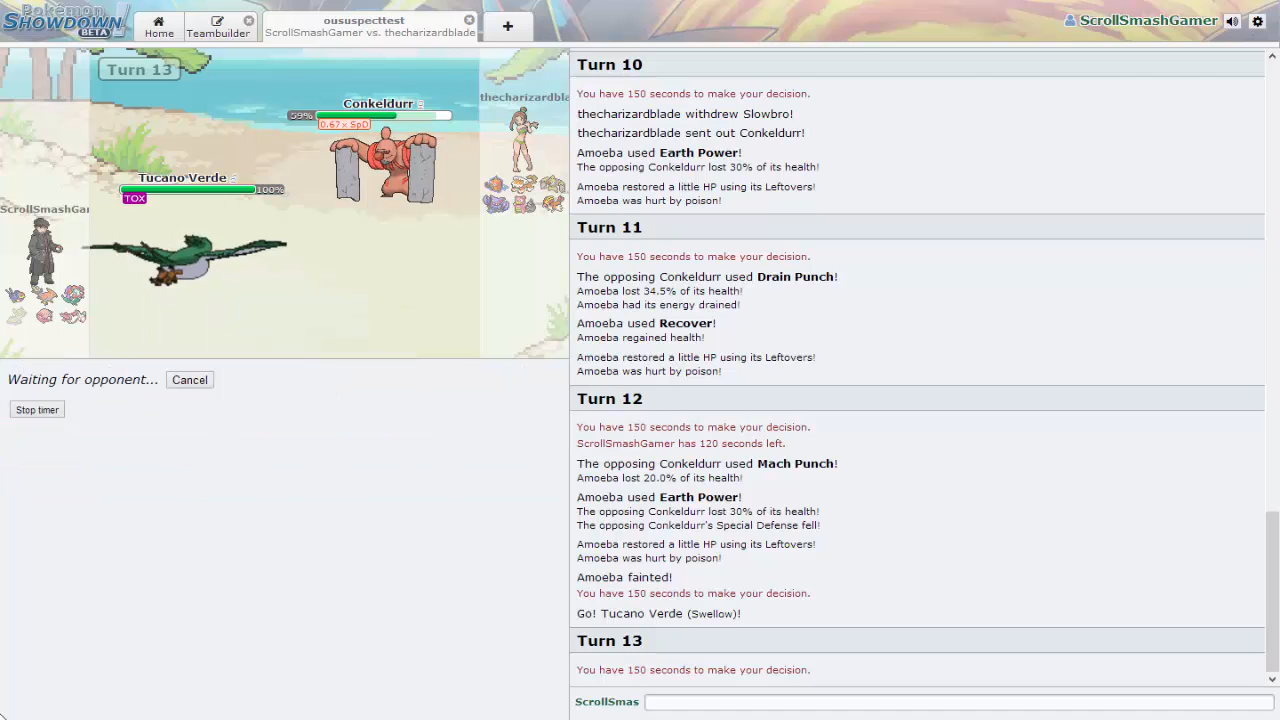 Pokémon
SHOWDOWN!
BETA
Home
Teambuilder
oususpecttest
ScrollSmashGamer vs. thecharizardblade
+
ScrollSmashGamer
Turn 13
Conkeldurr
59%
0.67× SpD
thecharizardbla
Tucano Verde
100%
TOX
ScrollSmashGar
Waiting for opponent... Cancel
Stop timer
Turn 10
You have 150 seconds to make your decision.
thecharizardblade withdrew Slowbro!
thecharizardblade sent out Conkeldurr!
Amoeba used Earth Power!
The opposing Conkeldurr lost 30% of its health!
Amoeba restored a little HP using its Leftovers!
Amoeba was hurt by poison!
Turn 11
You have 150 seconds to make your decision.
The opposing Conkeldurr used Drain Punch!
Amoeba lost 34.5% of its health!
Amoeba had its energy drained!
Amoeba used Recover!
Amoeba regained health!
Amoeba restored a little HP using its Leftovers!
Amoeba was hurt by poison!
Turn 12
You have 150 seconds to make your decision.
ScrollSmashGamer has 120 seconds left.
The opposing Conkeldurr used Mach Punch!
Amoeba lost 20.0% of its health!
Amoeba used Earth Power!
The opposing Conkeldurr lost 30% of its health!
The opposing Conkeldurr's Special Defense fell!
Amoeba restored a little HP using its Leftovers!
Amoeba was hurt by poison!
Amoeba fainted!
You have 150 seconds to make your decision.
Go! Tucano Verde (Swellow)!
Turn 13
You have 150 seconds to make your decision.
ScrollSmas